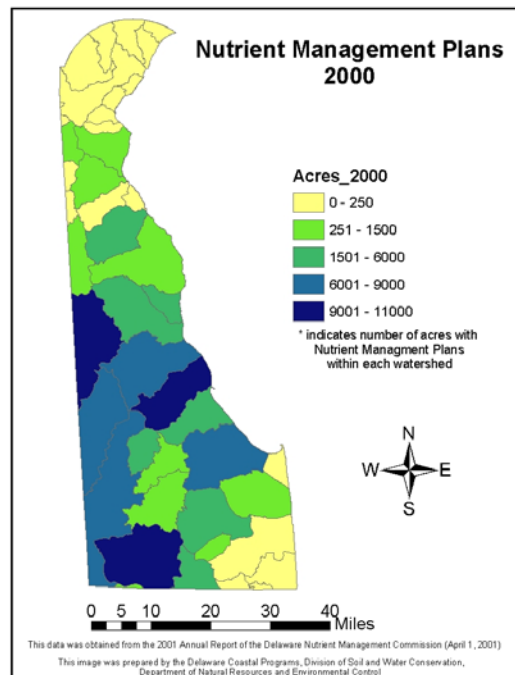 Nutrient Management Plans
2000
Acres_2000
0 - 250
251 - 1500
1501 - 6000
6001 - 9000
9001 - 11000
* indicates number of acres with
Nutrient Managment Plans
within each watershed
N
W E
S
0 5 10 20 30 40
Miles
This data was obtained from the 2001 Annual Report of the Delaware Nutrient Management Commission (April 1, 2001)
This image was prepared by the Delaware Coastal Programs, Division of Soil and Water Conservation,
Department of Natural Resources and Environmental Control